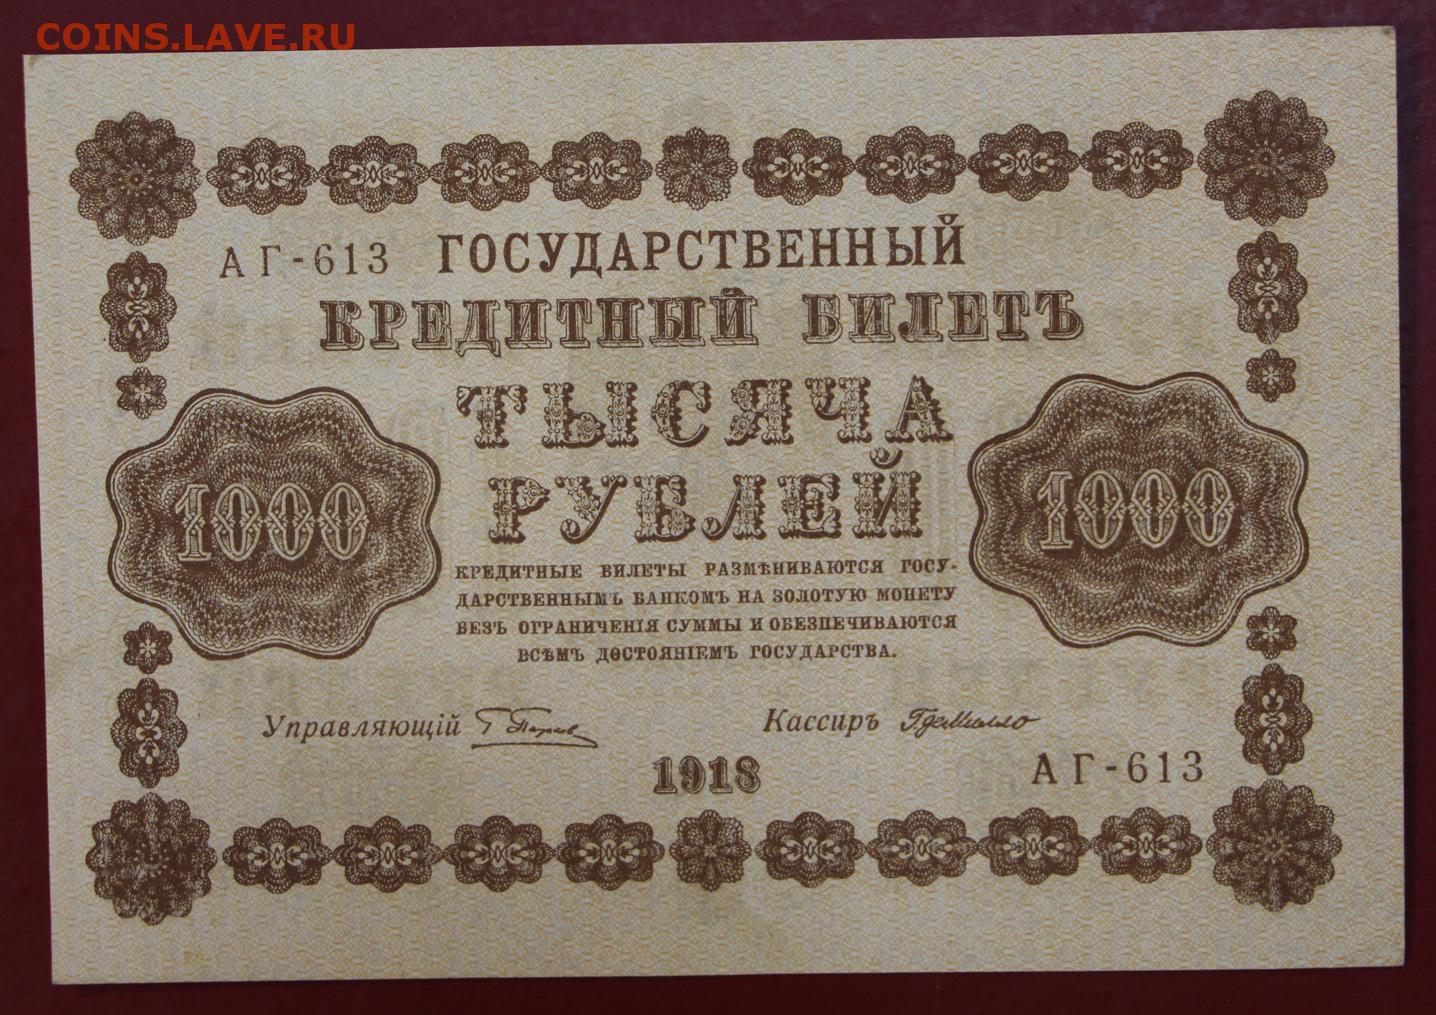 COINS.LAVE.RU
АГ-613 ГОСУДАРСТВЕННЫЙ
КРЕДИТНЫЙ БИЛЕТЪ
ТЫСЯЧА
РУБЛЕЙ
1000 1000
КРЕДИТНЫЕ БИЛЕТЫ РАЗМѢНИВАЮТСЯ ГОСУ-
ДАРСТВЕННЫМЪ БАНКОМЪ НА ЗОЛОТУЮ МОНЕТУ
БЕЗЪ ОГРАНИЧЕНІЯ СУММЫ И ОБЕЗПЕЧИВАЮТСЯ
ВСѢМЪ ДОСТОЯНІЕМЪ ГОСУДАРСТВА.
Управляющій Кассиръ
1918 АГ-613